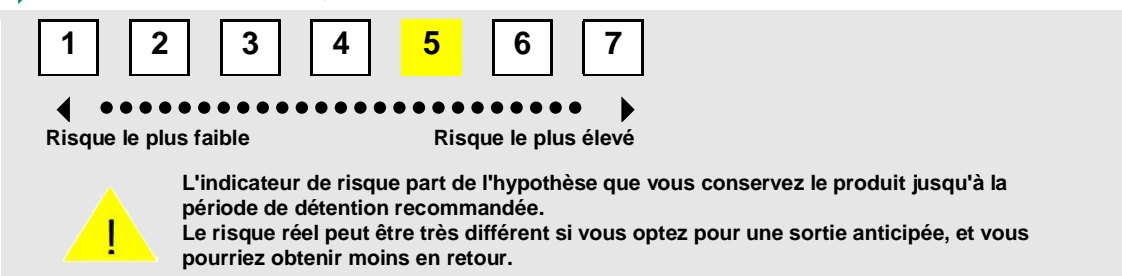 1 2 3 4 5 6 7
Risque le plus faible Risque le plus élevé
L'indicateur de risque part de l'hypothèse que vous conservez le produit jusqu'à la
période de détention recommandée.
Le risque réel peut être très différent si vous optez pour une sortie anticipée, et vous
pourriez obtenir moins en retour.
!